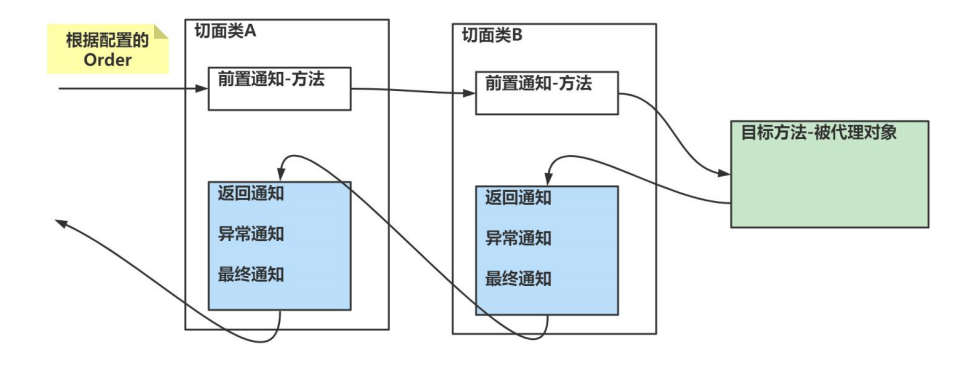 根据配置的
Order
切面类A
前置通知-方法
返回通知
异常通知
最终通知
切面类B
前置通知-方法
返回通知
异常通知
最终通知
目标方法-被代理对象